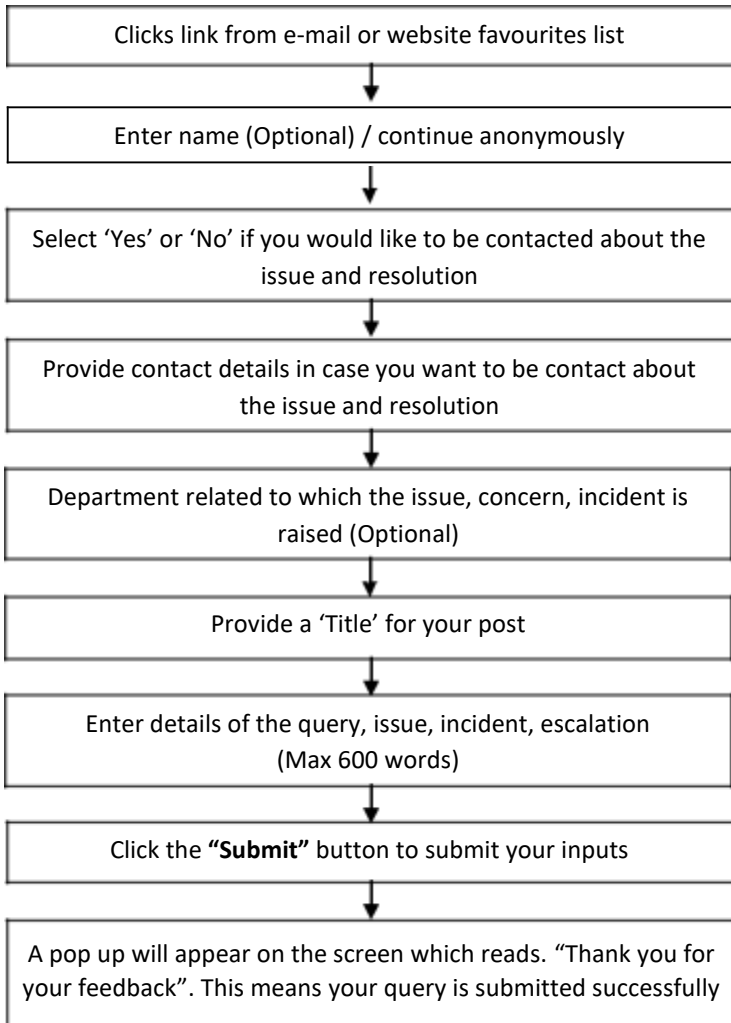 Clicks link from e-mail or website favourites list
Enter name (Optional) / continue anonymously
Select ‘Yes’ or ‘No’ if you would like to be contacted about the
issue and resolution
Provide contact details in case you want to be contact about
the issue and resolution
Department related to which the issue, concern, incident is
raised (Optional)
Provide a ‘Title’ for your post
Enter details of the query, issue, incident, escalation
(Max 600 words)
Click the “Submit” button to submit your inputs
A pop up will appear on the screen which reads. “Thank you for
your feedback”. This means your query is submitted successfully